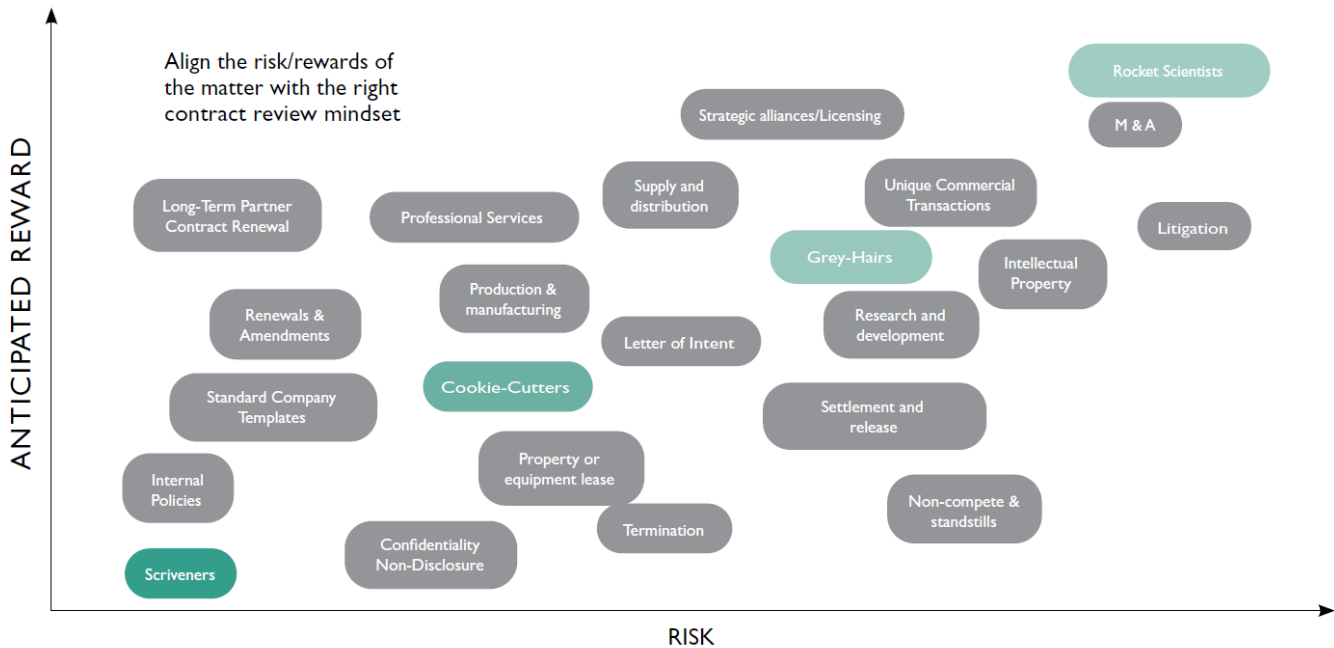 Align the risk/rewards of
the matter with the right
contract review mindset
Rocket Scientists
Strategic alliances/Licensing
M & A
Long-Term Partner
Contract Renewal
Professional Services
Supply and
distribution
Unique Commercial
Transactions
Litigation
Grey-Hairs
Intellectual
Property
Production &
manufacturing
Renewals &
Amendments
Letter of Intent
Research and
development
Cookie-Cutters
Standard Company
Templates
Settlement and
release
Property or
equipment lease
Internal
Policies
Non-compete &
standstills
Termination
Confidentiality
Non-Disclosure
Scriveners
ANTICIPATED REWARD
RISK